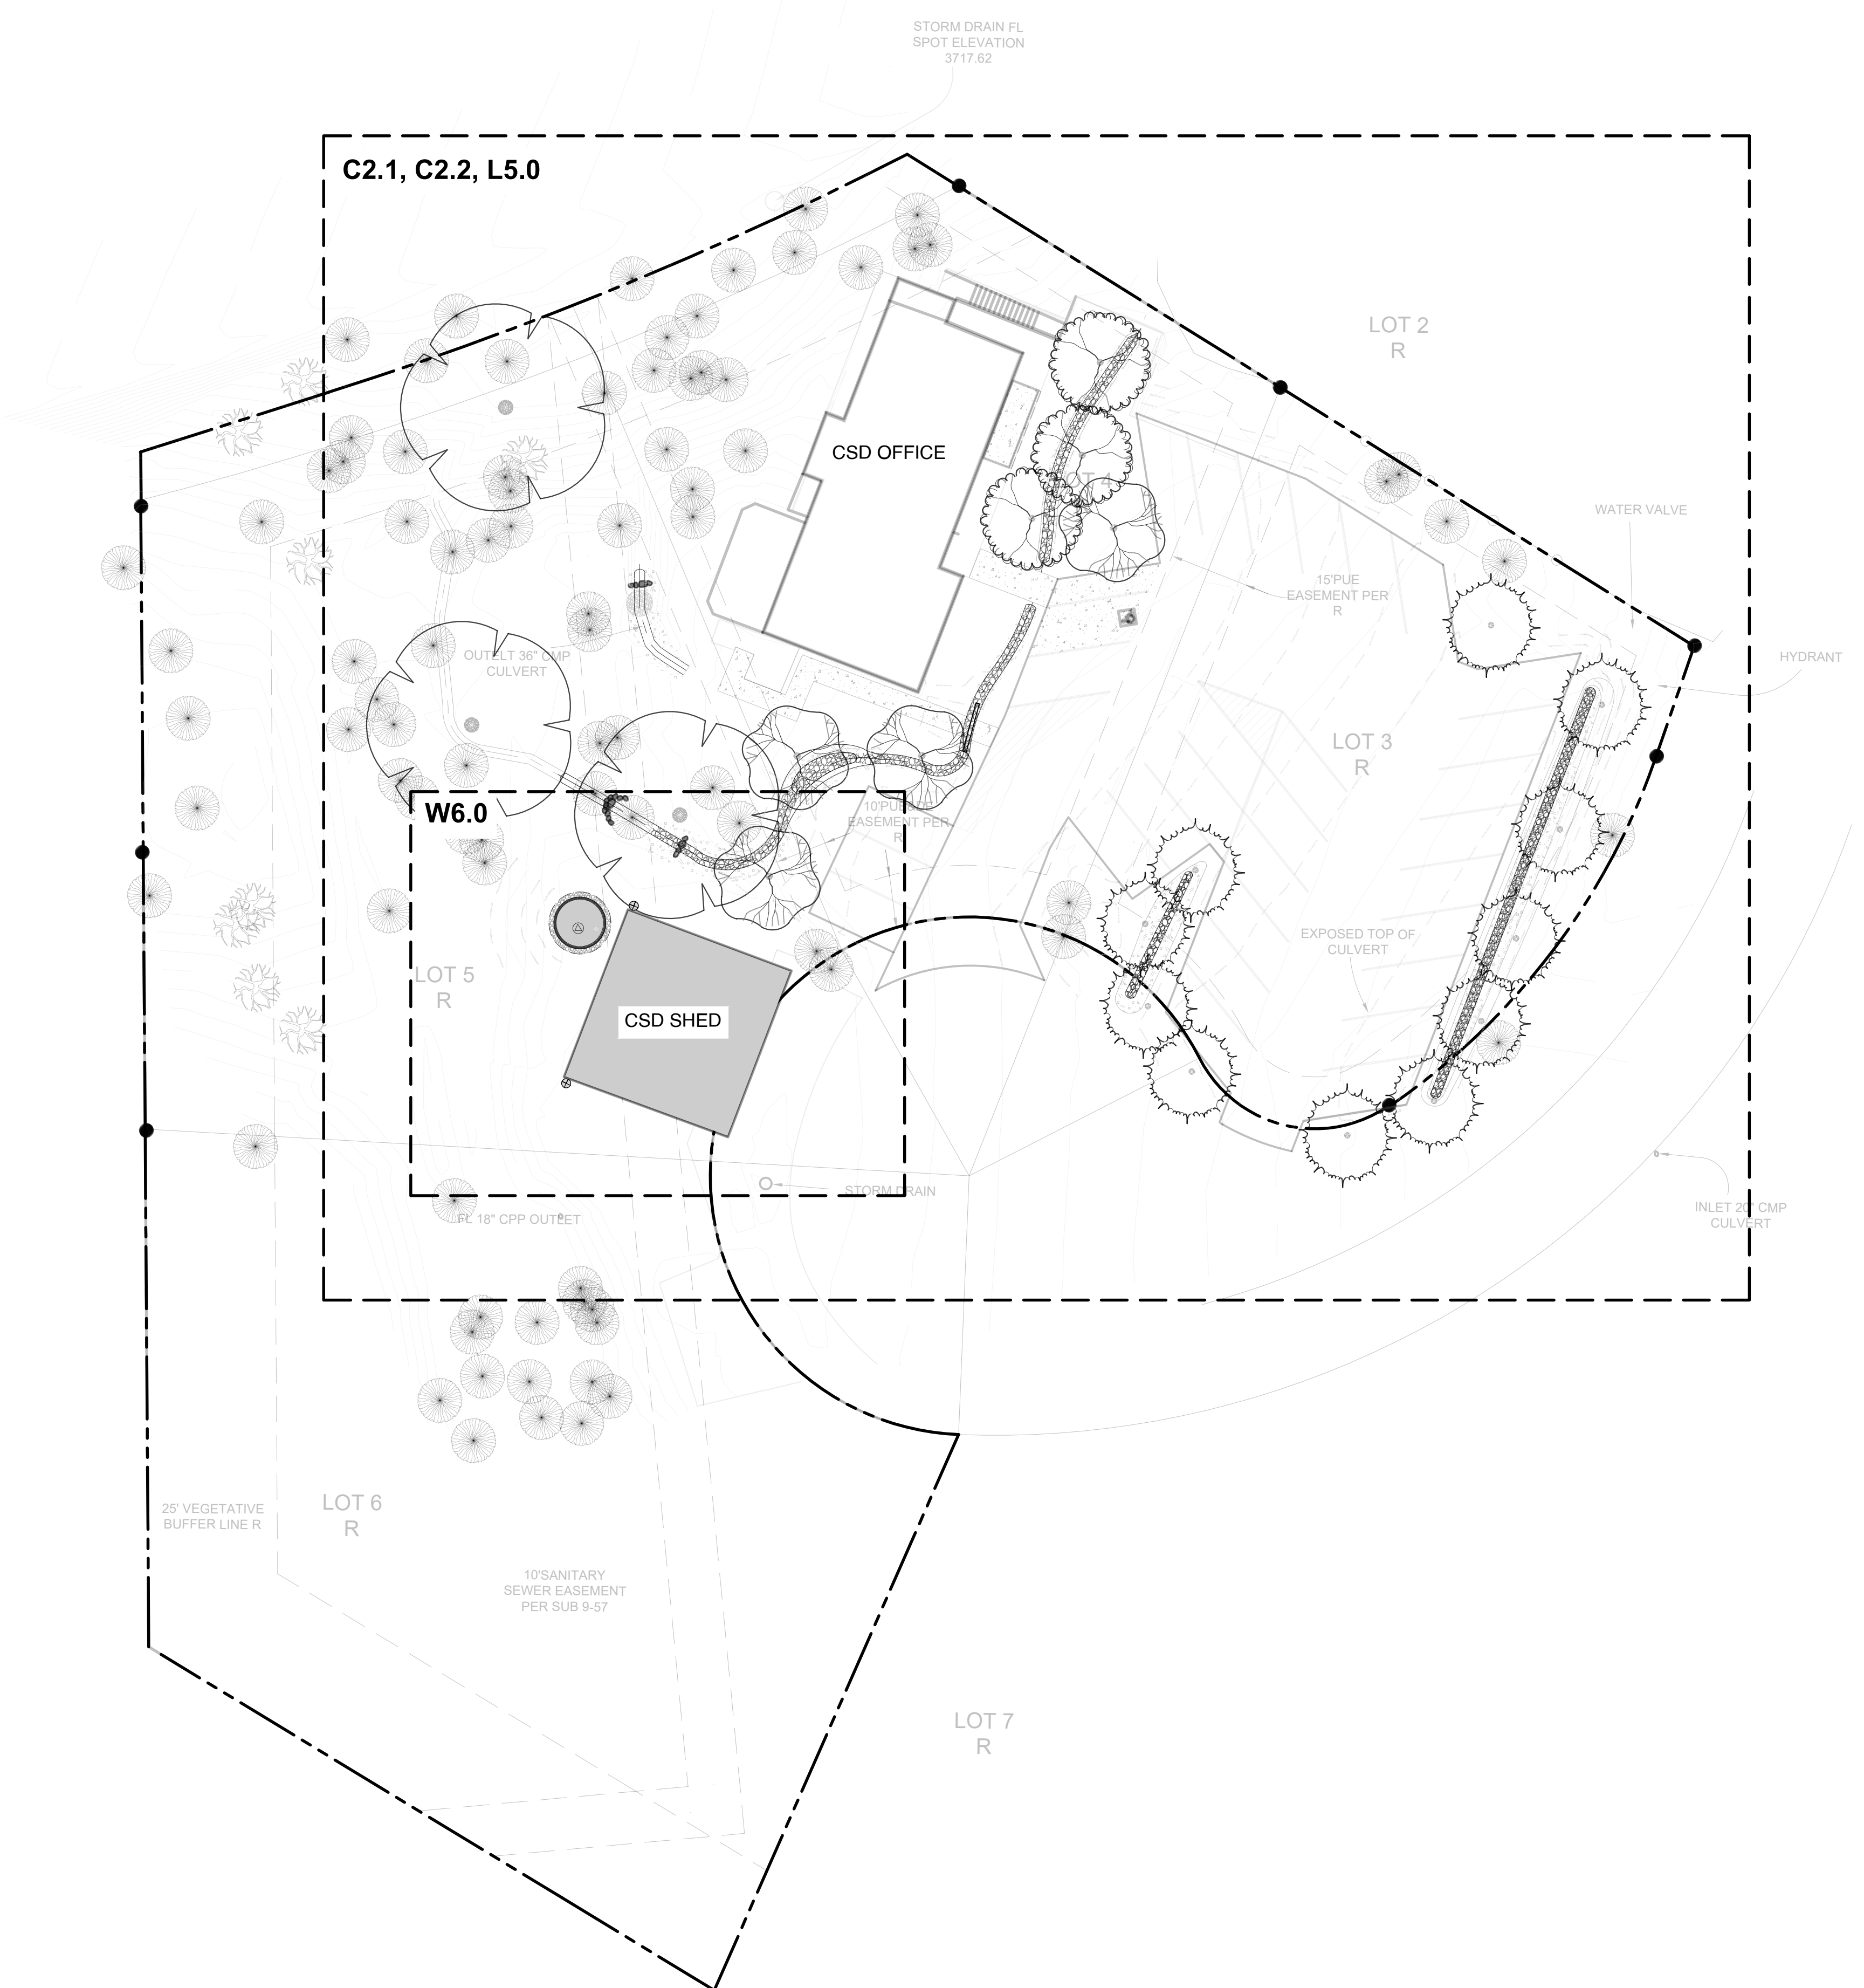 STORM DRAIN FL
SPOT ELEVATION
3717.62
C2.1, C2.2, L5.0
LOT 2
R
CSD OFFICE
WATER VALVE
15'PUE
EASEMENT PER
R
OUTELT 36" CMP
CULVERT
HYDRANT
LOT 3
R
W6.0
EASEMENT PER
R
EXPOSED TOP OF
CULVERT
LOT 5
R
CSD SHED
STORM DRAIN
FL 18" CPP OUTLET
INLET 20" CMP
CULVERT
25' VEGETATIVE
BUFFER LINE R
LOT 6
R
10'SANITARY
SEWER EASEMENT
PER SUB 9-57
LOT 7
R